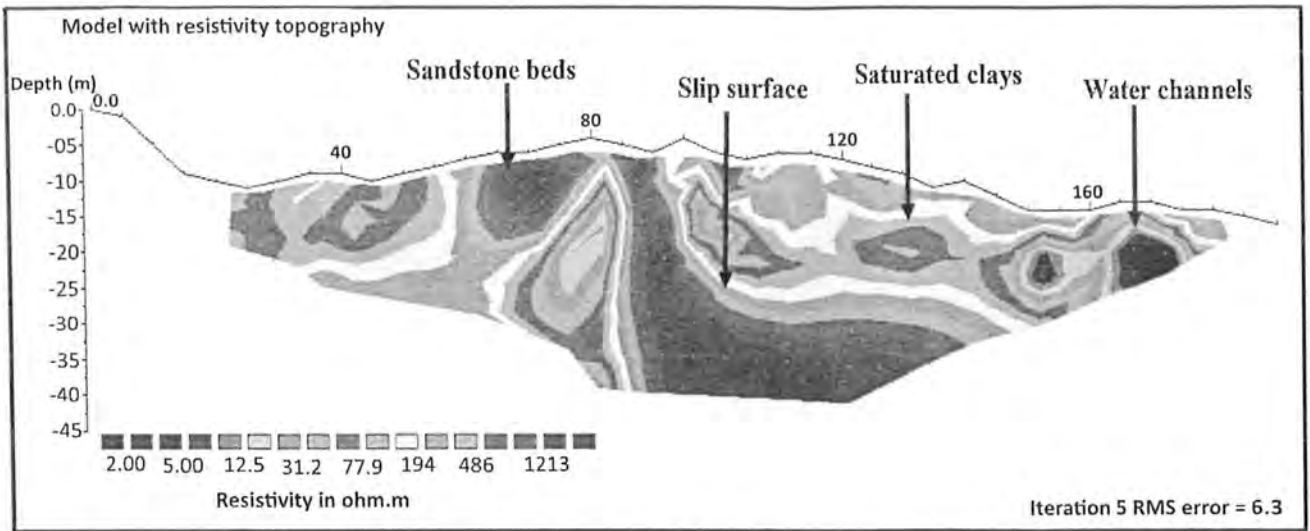 Model with resistivity topography
Depth (m)
0.0
0.0
-05
-10
-15
-20
-25
-30
-35
-40
-45
40
80
120
160
Sandstone beds
Slip surface
Saturated clays
Water channels
2.00 5.00 12.5 31.2 77.9 194 486 1213
Resistivity in ohm.m
Iteration 5 RMS error = 6.3